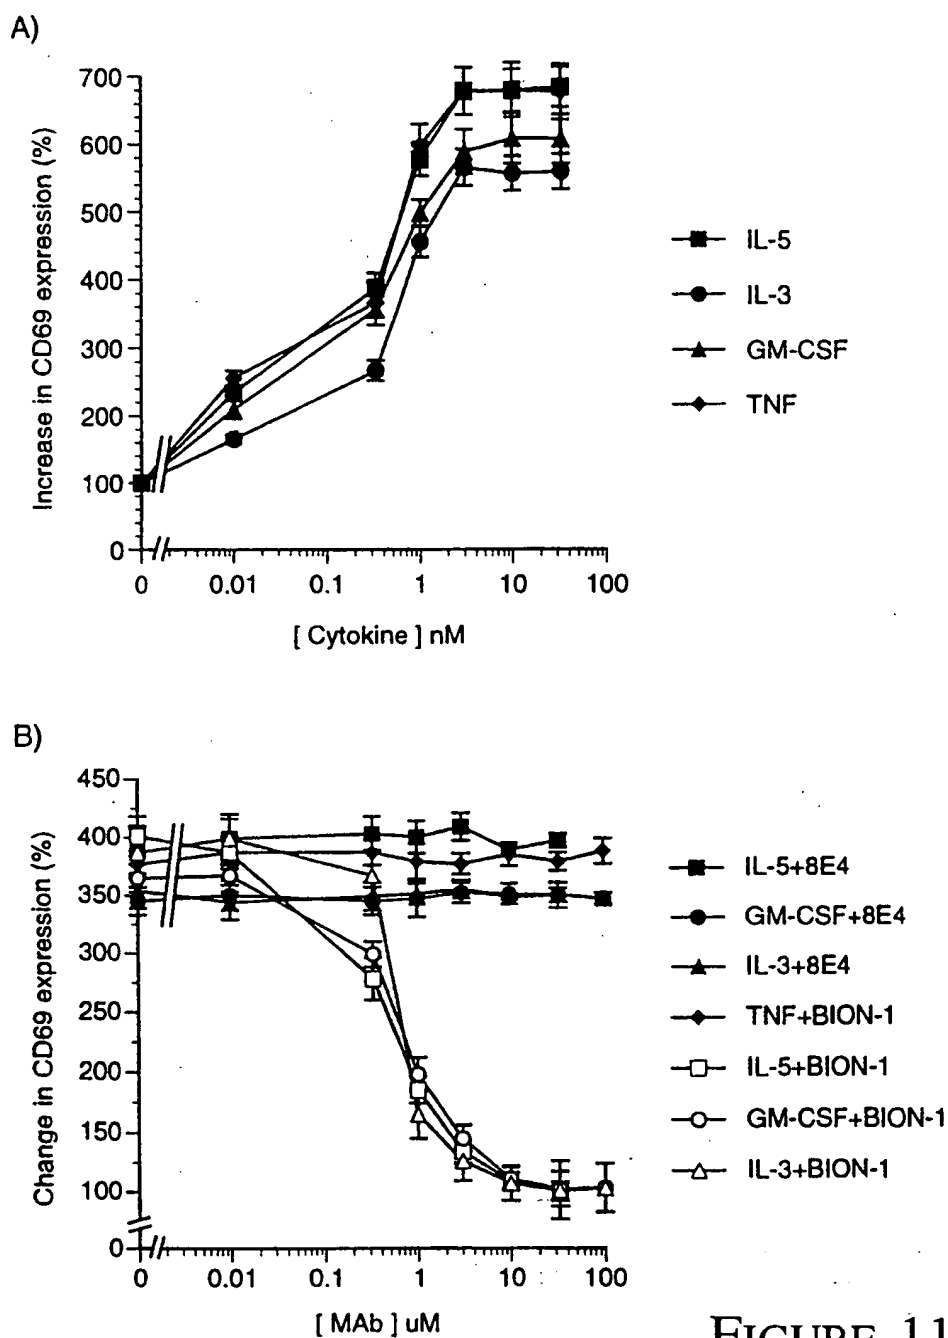 A)
Increase in CD69 expression (%)
700
600
500
400
300
200
100
0
0 0.01 0.1 1 10 100
[ Cytokine ] nM
IL-5
IL-3
GM-CSF
TNF
B)
Change in CD69 expression (%)
450
400
350
300
250
200
150
100
0
0 0.01 0.1 1 10 100
[ MAb ] uM
IL-5+8E4
GM-CSF+8E4
IL-3+8E4
TNF+BION-1
IL-5+BION-1
GM-CSF+BION-1
IL-3+BION-1
FIGURE 11